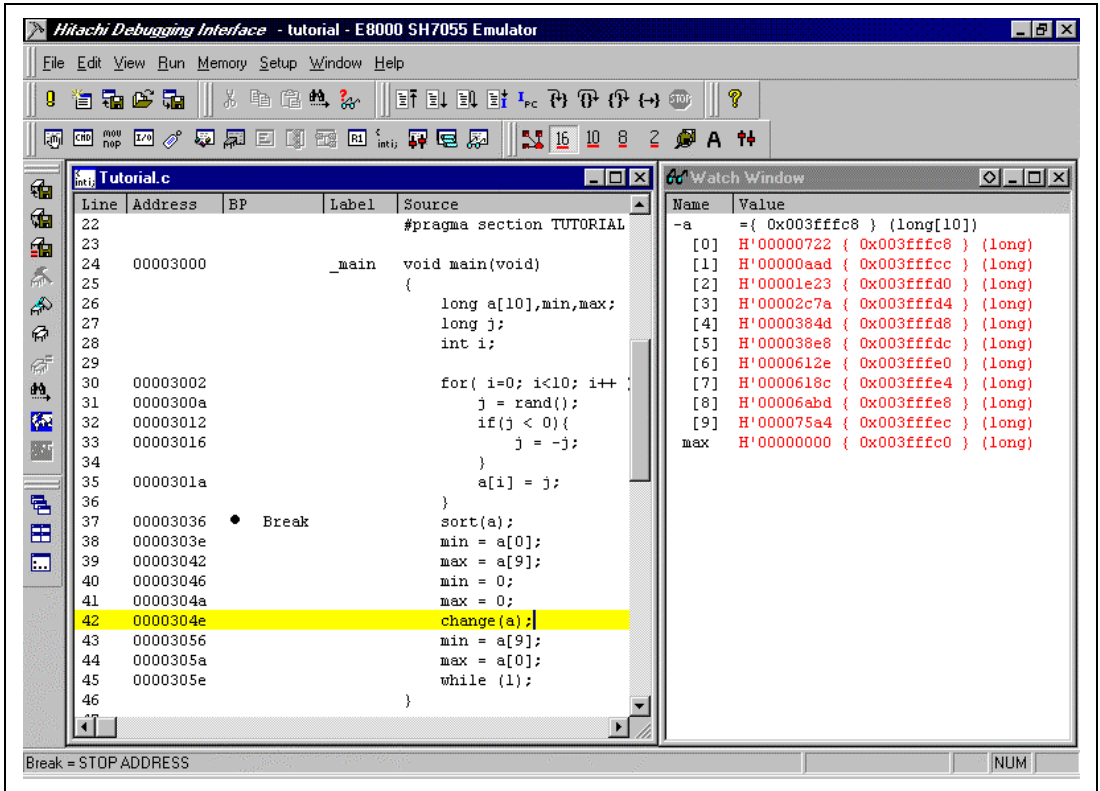 Hitachi Debugging Interface - tutorial - E8000 SH7055 Emulator
File Edit View Run Memory Setup Window Help
16 10 8 2 A
Tutorial.c
Line Address BP Label Source
22 #pragma section TUTORIAL
23
24 00003000 _main void main(void)
25 {
26 long a[10],min,max;
27 long j;
28 int i;
29
30 00003002 for( i=0; i<10; i++ )
31 0000300a j = rand();
32 00003012 if(j < 0){
33 00003016 j = -j;
34 }
35 0000301a a[i] = j;
36 }
37 00003036 ● Break sort(a);
38 0000303e min = a[0];
39 00003042 max = a[9];
40 00003046 min = 0;
41 0000304a max = 0;
42 0000304e change(a);
43 00003056 min = a[9];
44 0000305a max = a[0];
45 0000305e while (1);
46 }
Watch Window
Name Value
-a ={ 0x003fffc8 } (long[10])
[0] H'00000722 { 0x003fffc8 } (long)
[1] H'00000aad { 0x003fffcc } (long)
[2] H'00001e23 { 0x003fffd0 } (long)
[3] H'00002c7a { 0x003fffd4 } (long)
[4] H'0000384d { 0x003fffd8 } (long)
[5] H'000038e8 { 0x003fffdc } (long)
[6] H'0000612e { 0x003fffe0 } (long)
[7] H'0000618c { 0x003fffe4 } (long)
[8] H'00006abd { 0x003fffe8 } (long)
[9] H'000075a4 { 0x003fffec } (long)
max H'00000000 { 0x003fffc0 } (long)
Break = STOP ADDRESS
NUM